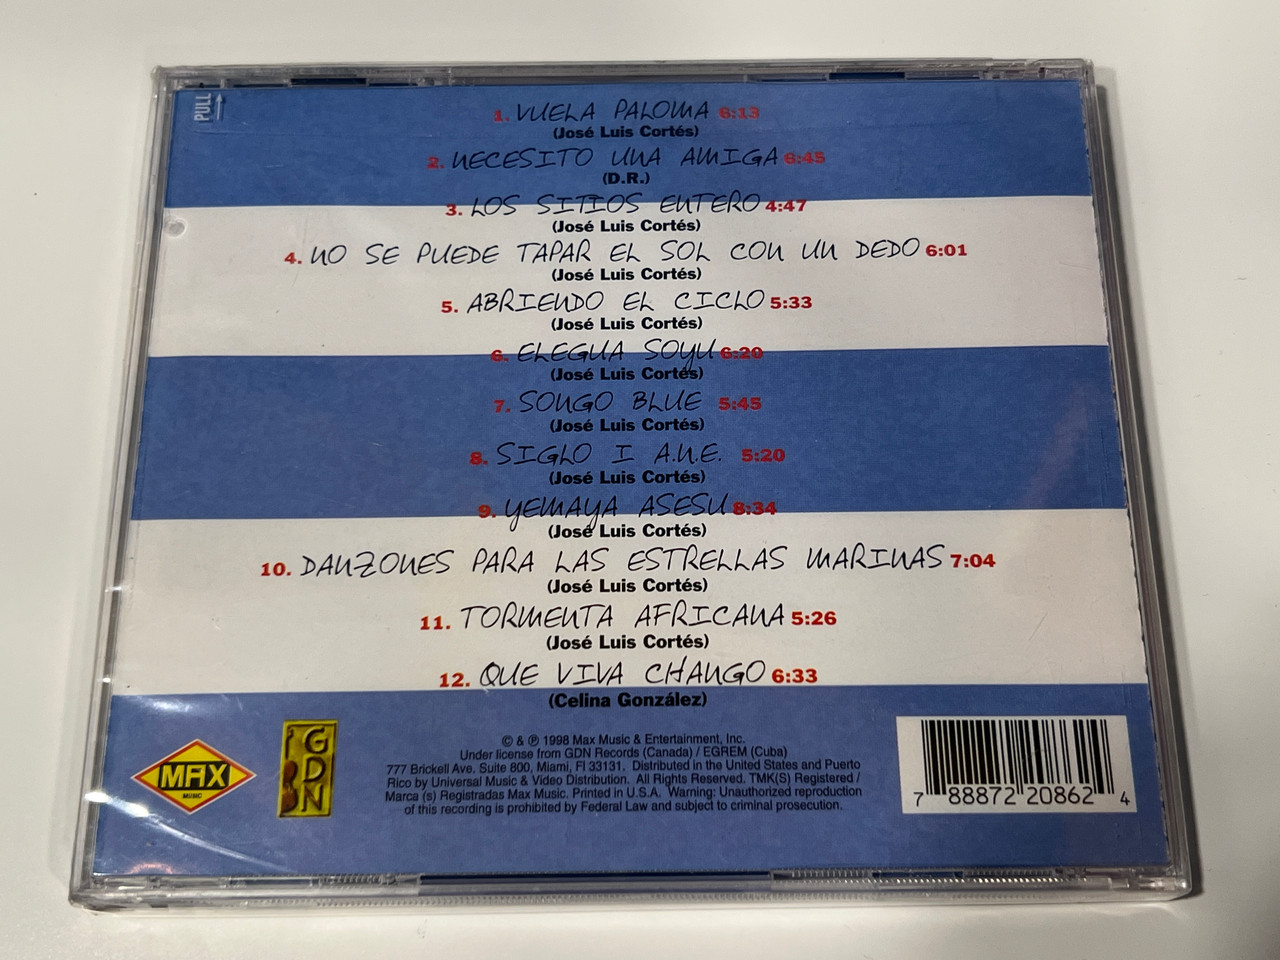 PULL
1. VUELA PALOMA 6:13
(José Luis Cortés)
2. NECESITO UNA AMIGA 6:45
(D.R.)
3. LOS SITIOS ENTERO 4:47
(José Luis Cortés)
4. NO SE PUEDE TAPAR EL SOL CON UN DEDO 6:01
(José Luis Cortés)
5. ABRIENDO EL CICLO 5:33
(José Luis Cortés)
6. ELEGUA SOYU 6:20
(José Luis Cortés)
7. SONGO BLUE 5:45
(José Luis Cortés)
8. SIGLO I A.N.E. 5:20
(José Luis Cortés)
9. YEMAYA ASESU 8:34
(José Luis Cortés)
10. DANZONES PARA LAS ESTRELLAS MARINAS 7:04
(José Luis Cortés)
11. TORMENTA AFRICANA 5:26
(José Luis Cortés)
12. QUE VIVA CHANGO 6:33
(Celina González)
MAX
MUSIC
GDN
© & ℗ 1998 Max Music & Entertainment, Inc.
Under license from GDN Records (Canada) / EGREM (Cuba)
777 Brickell Ave. Suite 800, Miami, Fl 33131. Distributed in the United States and Puerto
Rico by Universal Music & Video Distribution. All Rights Reserved. TMK(S) Registered /
Marca (s) Registradas Max Music. Printed in U.S.A. Warning: Unauthorized reproduction
of this recording is prohibited by Federal Law and subject to criminal prosecution.
7 88872 20862 4